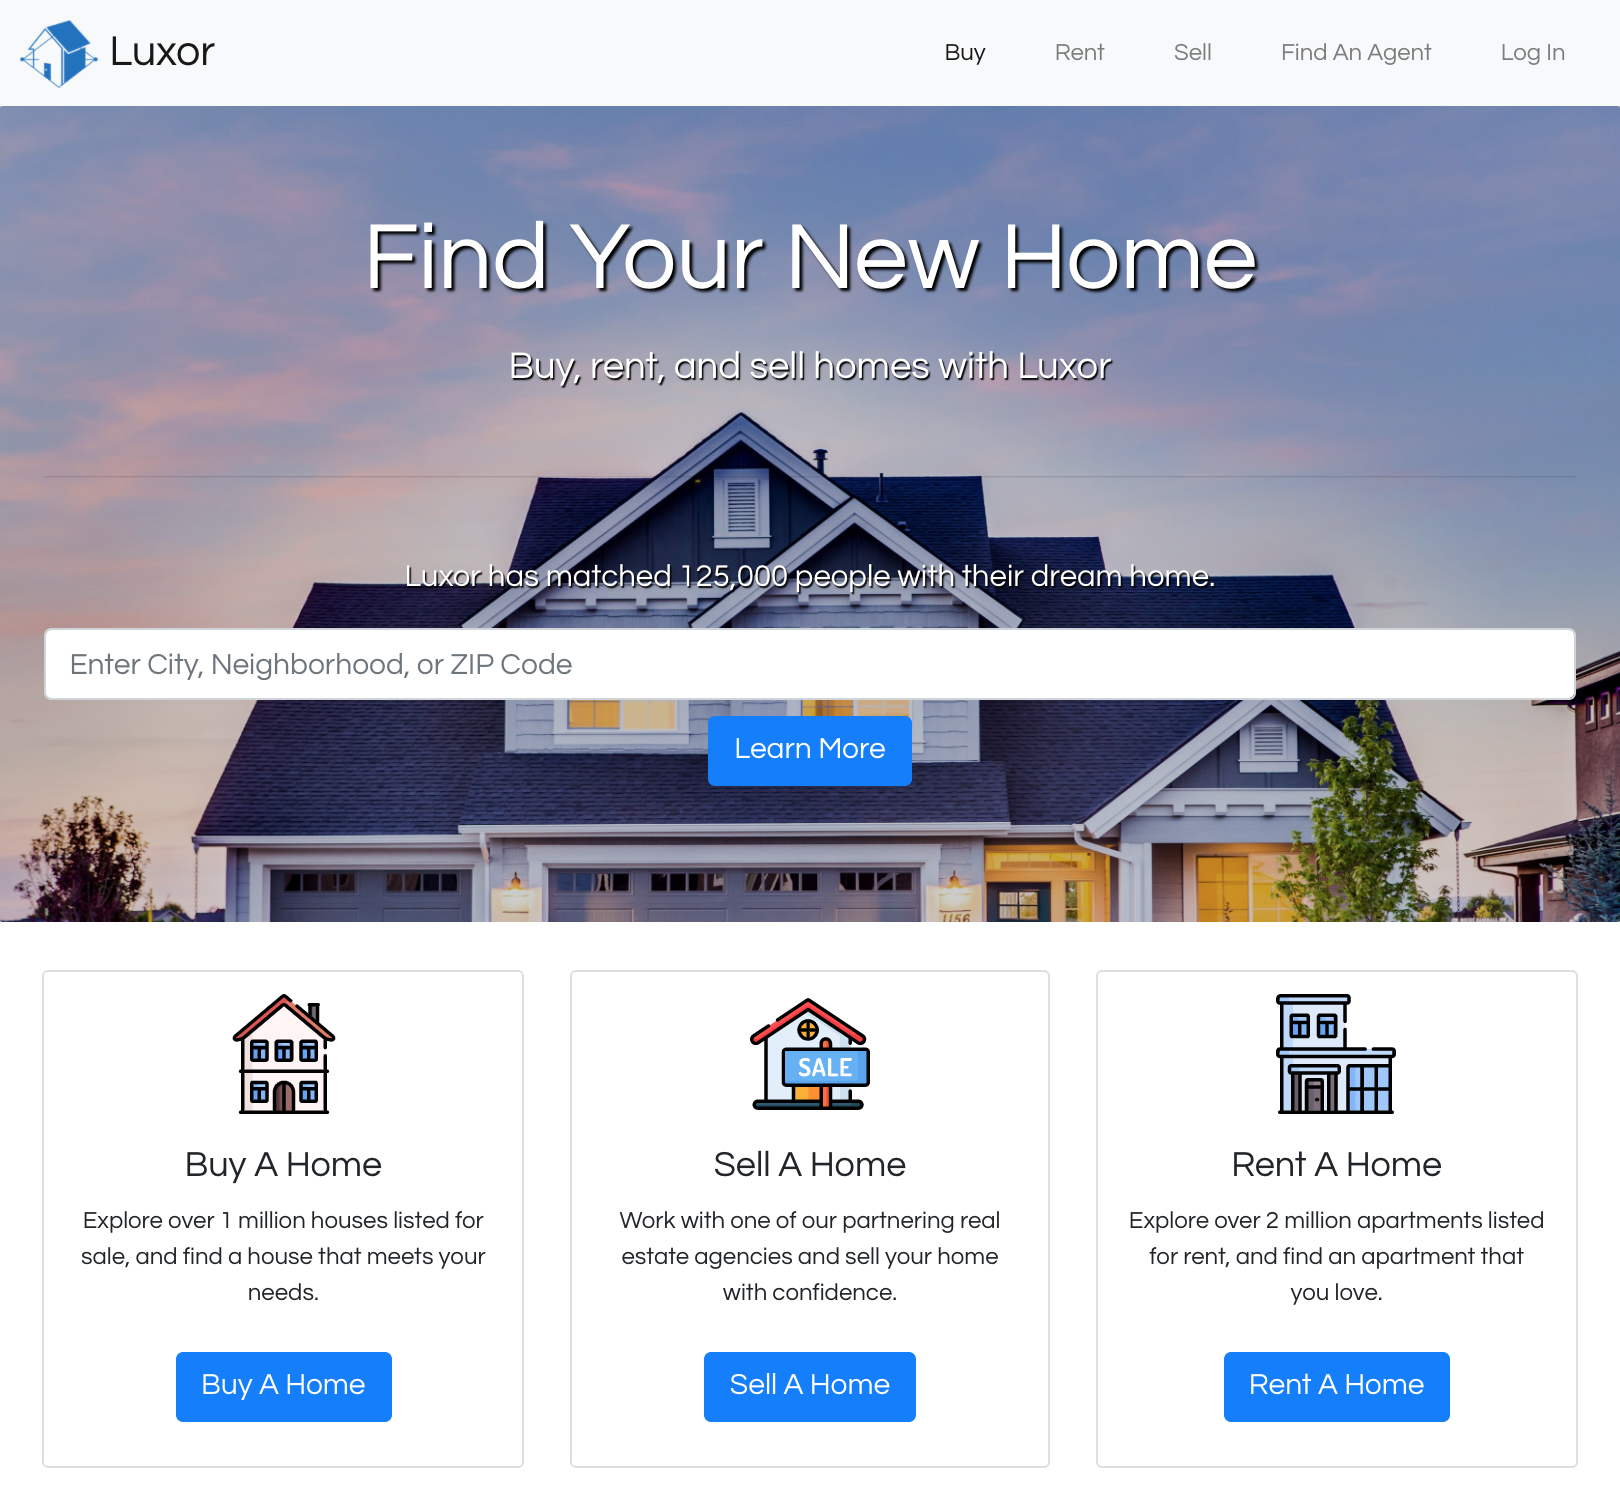 Luxor
Buy
Rent
Sell
Find An Agent
Log In
Find Your New Home
Buy, rent, and sell homes with Luxor
Luxor has matched 125,000 people with their dream home.
Enter City, Neighborhood, or ZIP Code
Learn More
1156
SALE
Buy A Home
Explore over 1 million houses listed for
sale, and find a house that meets your
needs.
Buy A Home
Sell A Home
Work with one of our partnering real
estate agencies and sell your home
with confidence.
Sell A Home
Rent A Home
Explore over 2 million apartments listed
for rent, and find an apartment that
you love.
Rent A Home